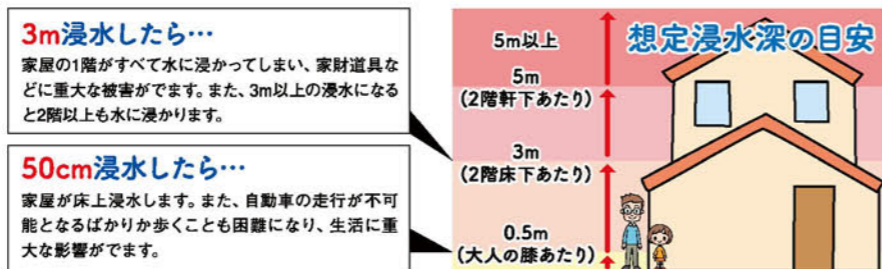 3m浸水したら…
家屋の1階がすべて水に浸かってしまい、家財道具な
どに重大な被害がでます。また、3m以上の浸水になる
と2階以上も水に浸かります。
50cm浸水したら…
家屋が床上浸水します。また、自動車の走行が不可
能となるばかりか歩くことも困難になり、生活に重
大な影響がでます。
想定浸水深の目安
5m以上
5m
(2階軒下あたり)
3m
(2階床下あたり)
0.5m
(大人の膝あたり)